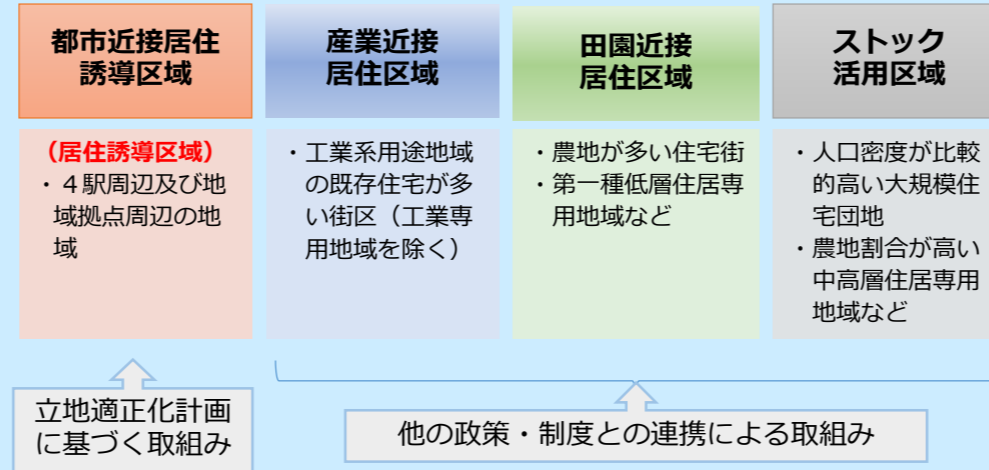 都市近接居住
誘導区域
(居住誘導区域)
・４駅周辺及び地
域拠点周辺の地
域
産業近接
居住区域
・工業系用途地域
の既存住宅が多
い街区（工業専
用地域を除く）
田園近接
居住区域
・農地が多い住宅街
・第一種低層住居専
用地域など
ストック
活用区域
・人口密度が比較
的高い大規模住
宅団地
・農地割合が高い
中高層住居専用
地域など
立地適正化計画
に基づく取組み
他の政策・制度との連携による取組み